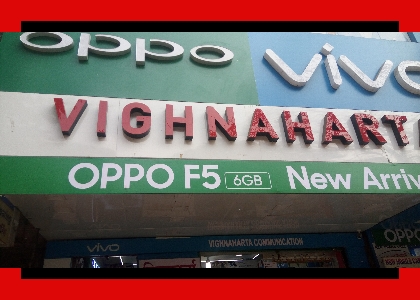 oppo vivo
VIGHNAHARTA
OPPO F5 6GB New Arriv
vivo VIGHNAHARTA COMMUNICATION
OPPO